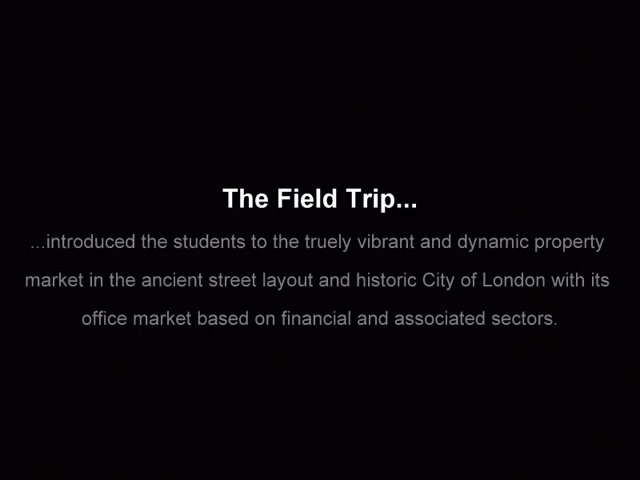 The Field Trip...
...introduced the students to the truely vibrant and dynamic property
market in the ancient street layout and historic City of London with its
office market based on financial and associated sectors.